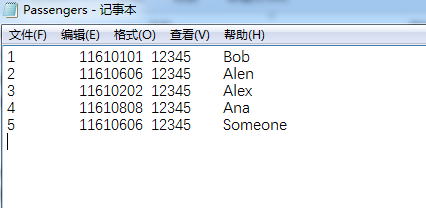 Passengers - 记事本
文件(F) 编辑(E) 格式(O) 查看(V) 帮助(H)
1 11610101 12345 Bob
2 11610606 12345 Alen
3 11610202 12345 Alex
4 11610808 12345 Ana
5 11610606 12345 Someone